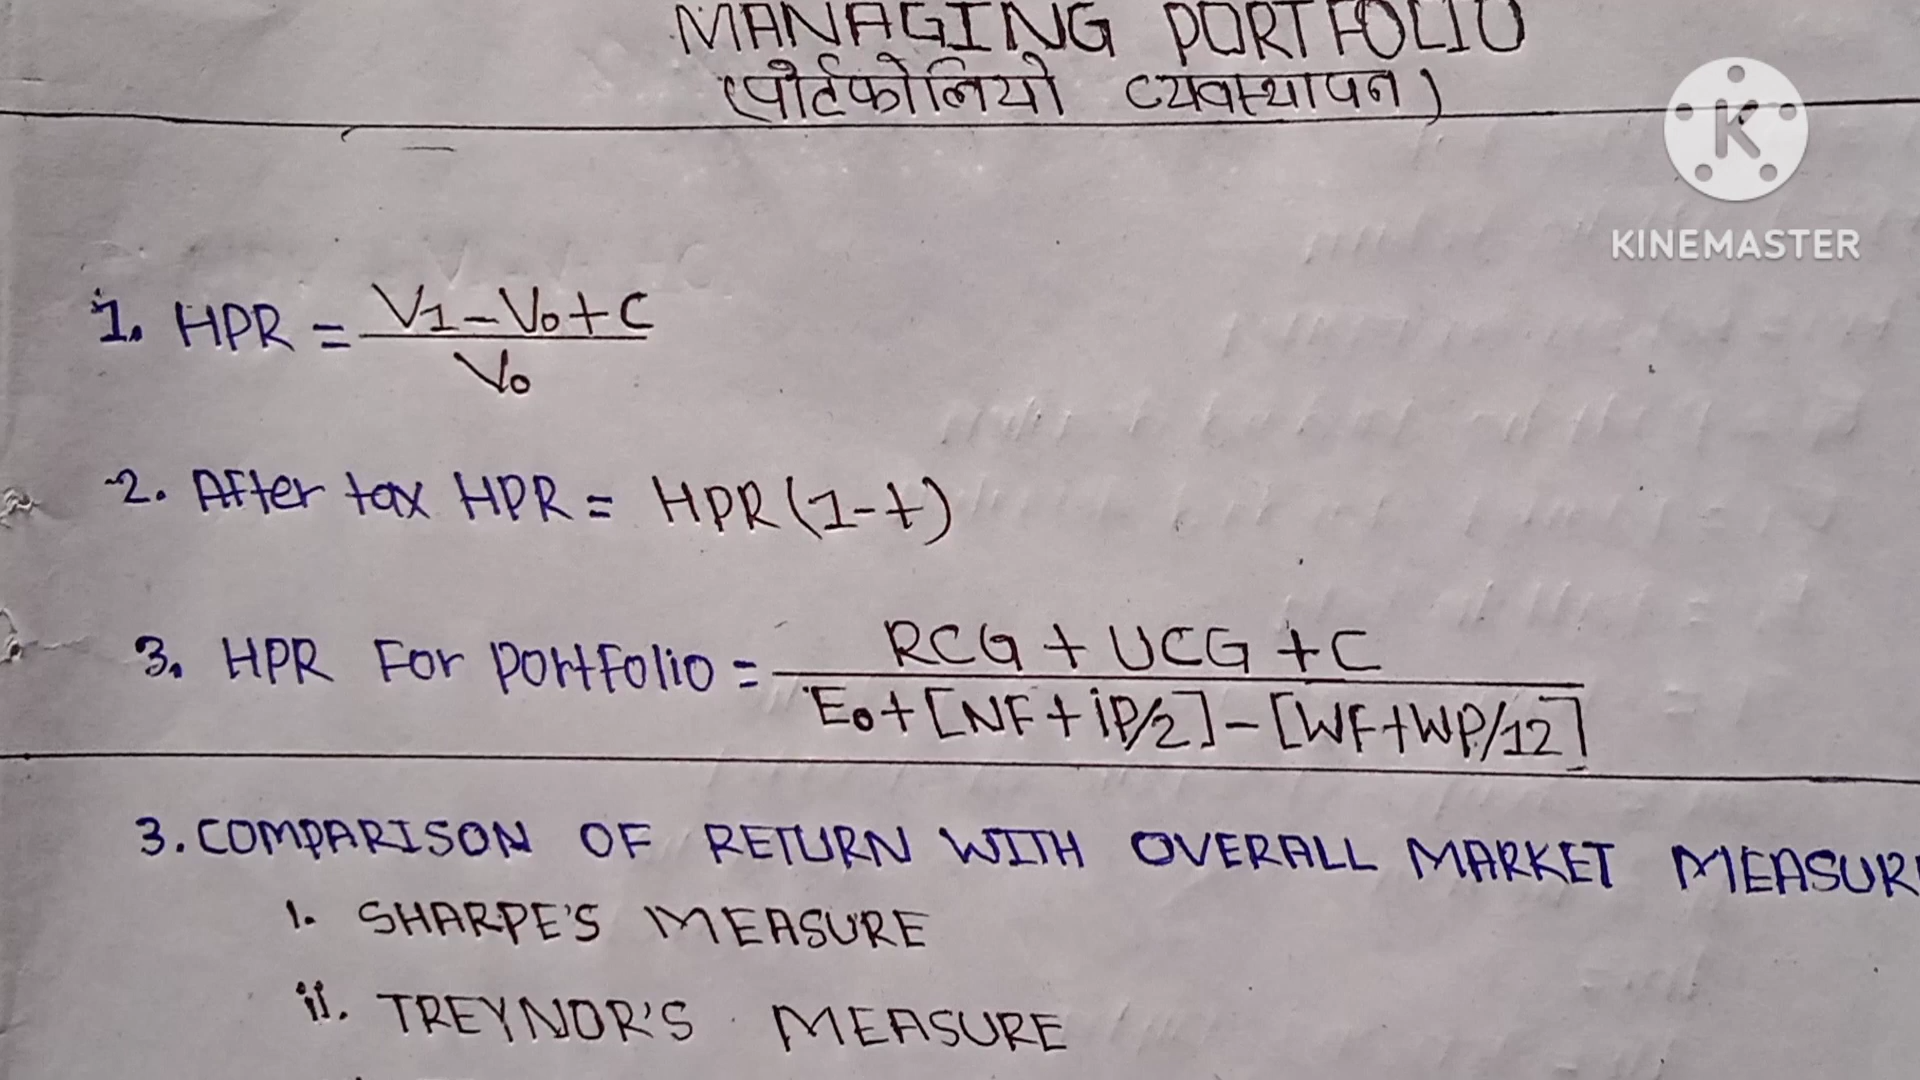 MANAGING PORTFOLIO
(पोर्टफोलियो व्यवस्थापन)
K
KINEMASTER
1. HPR = V1-V0+C / V0
2. After tax HPR = HPR(1-t)
3. HPR For Portfolio = RCG + UCG + C / E0+[NF+iP/2]-[WF+WP/12]
3. COMPARISON OF RETURN WITH OVERALL MARKET MEASUR
i. SHARPE'S MEASURE
ii. TREYNOR'S MEASURE